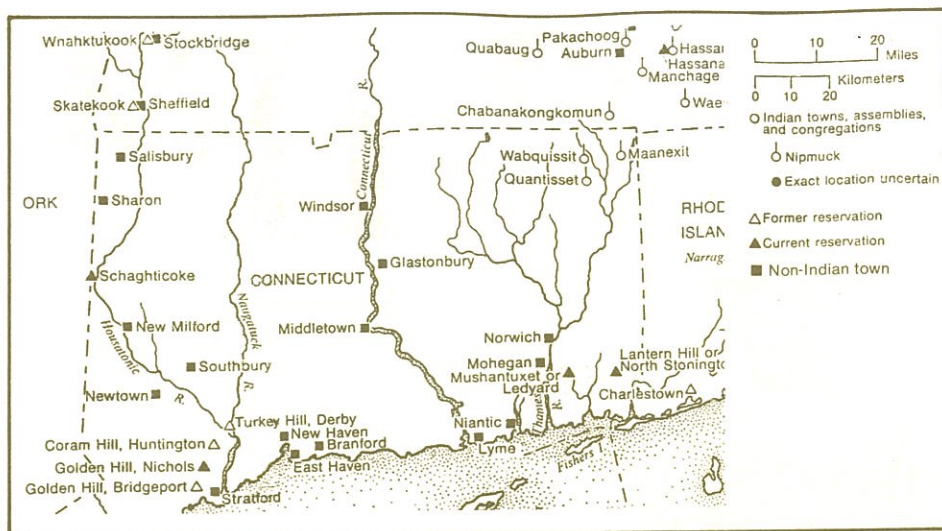 Wnahktukook
Stockbridge
Skatekook
Sheffield
Salisbury
ORK
Sharon
Schaghticoke
New Milford
Housatonic
R.
Southbury
Newtown
Naugatuck
R.
Turkey Hill, Derby
Coram Hill, Huntington
Golden Hill, Nichols
Golden Hill, Bridgeport
Stratford
New Haven
Branford
East Haven
Connecticut
R.
Windsor
CONNECTICUT
Glastonbury
Middletown
Quabaug
Pakachoog
Auburn
Hassan
Hassana
Manchage
Wae
Chabanakongkomun
Wabquissit
Maanexit
Quantisset
RHOD
ISLAN
Narrag
Norwich
Mohegan
Mushantuxet or
Ledyard
Lantern Hill or
North Stonington
Charlestown
Niantic
Lyme
Thames
R.
Fishers I
0 10 20
Miles
Kilometers
0 10 20
Indian towns, assemblies,
and congregations
Nipmuck
Exact location uncertain
Former reservation
Current reservation
Non-Indian town